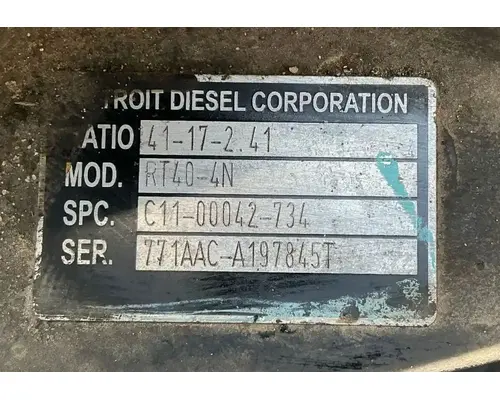 TROIT DIESEL CORPORATION
ATIO 41-17-2.41
MOD. RT40-4N
SPC. C11-00042-734
SER. 771AAC-A197845T